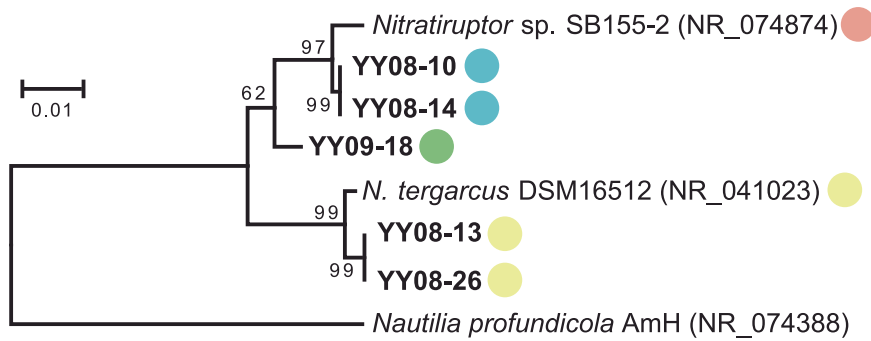 Nitratiruptor sp. SB155-2 (NR_074874)
97
YY08-10
0.01
62
99
YY08-14
YY09-18
N. tergarcus DSM16512 (NR_041023)
99
YY08-13
99
YY08-26
Nautilia profundicola AmH (NR_074388)